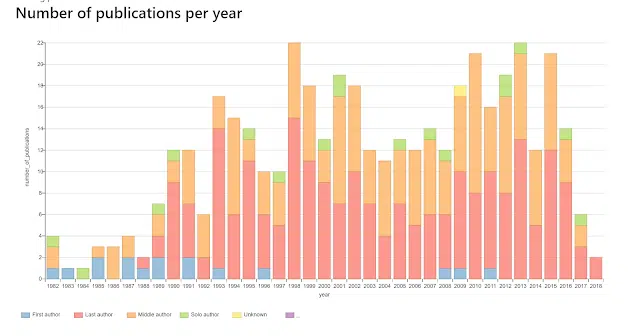 Number of publications per year
22
20
18
16
14
12
10
8
6
4
2
0
number_of_publications
1982 1983 1984 1985 1986 1987 1988 1989 1990 1991 1992 1993 1994 1995 1996 1997 1998 1999 2000 2001 2002 2003 2004 2005 2006 2007 2008 2009 2010 2011 2012 2013 2014 2015 2016 2017 2018
year
First author Last author Middle author Solo author Unknown ...